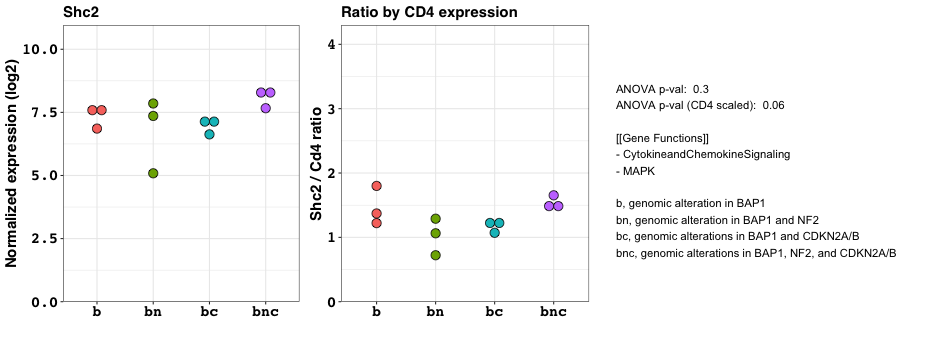 Shc2
Normalized expression (log2)
10.0
7.5
5.0
2.5
0.0
b bn bc bnc
Ratio by CD4 expression
Shc2 / Cd4 ratio
4
3
2
1
0
b bn bc bnc
ANOVA p-val: 0.3
ANOVA p-val (CD4 scaled): 0.06
[[Gene Functions]]
- CytokineandChemokineSignaling
- MAPK
b, genomic alteration in BAP1
bn, genomic alteration in BAP1 and NF2
bc, genomic alterations in BAP1 and CDKN2A/B
bnc, genomic alterations in BAP1, NF2, and CDKN2A/B